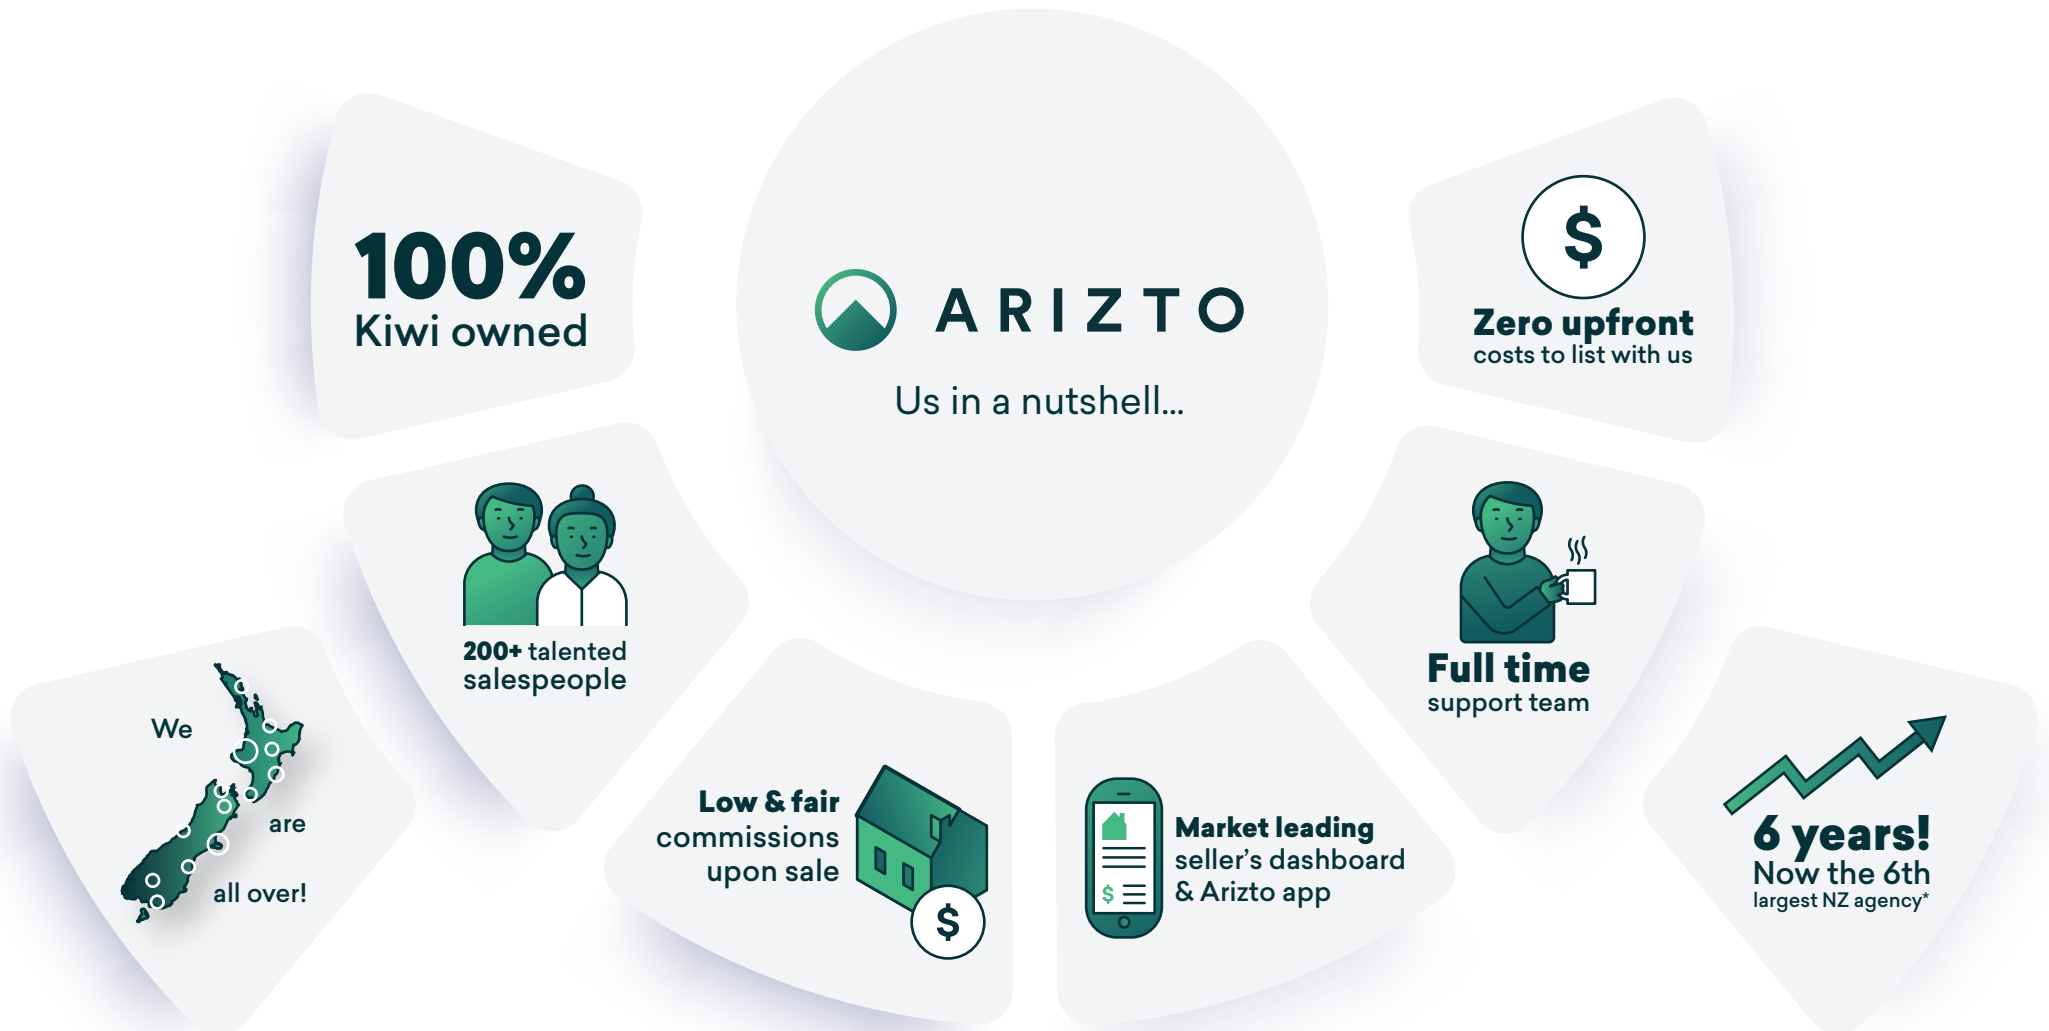 ARIZTO
Us in a nutshell...
100%
Kiwi owned
$
Zero upfront
costs to list with us
200+ talented
salespeople
Full time
support team
We
are
all over!
Low & fair
commissions
upon sale
$
$
Market leading
seller's dashboard
& Arizto app
6 years!
Now the 6th
largest NZ agency*